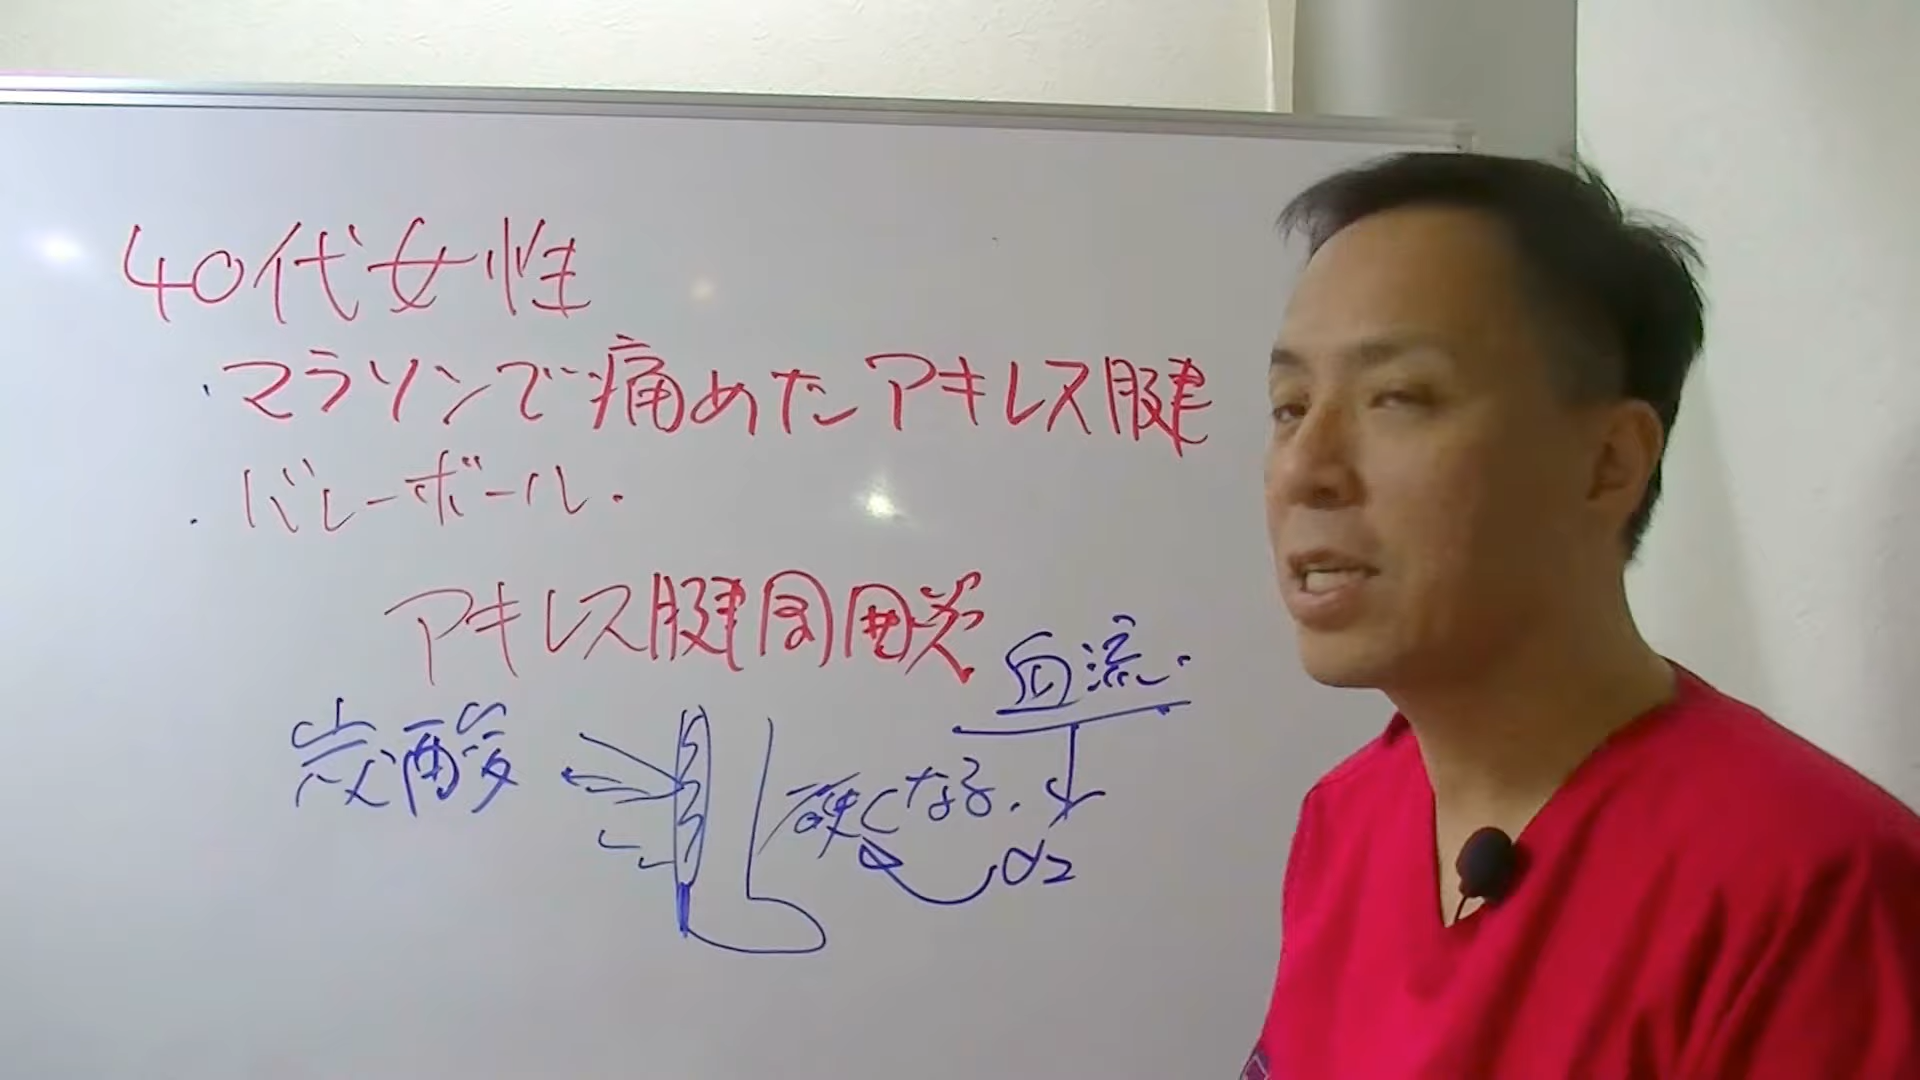 40代女性
・マラソンで痛めたアキレス腱
・バレーボール・
アキレス腱周囲炎
血流・
炭酸
硬くなる・
O2